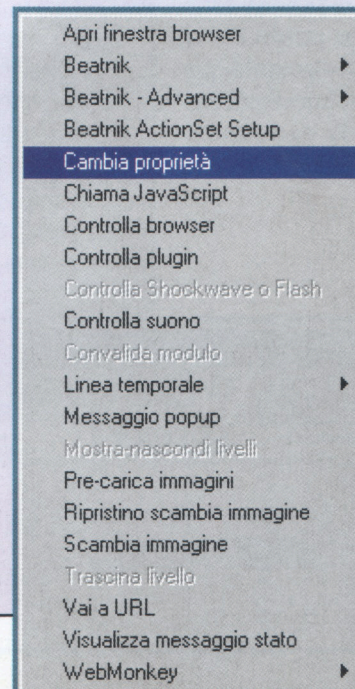 Apri finestra browser
Beatnik
Beatnik - Advanced
Beatnik ActionSet Setup
Cambia proprietà
Chiama JavaScript
Controlla browser
Controlla plugin
Controlla Shockwave o Flash
Controlla suono
Convalida modulo
Linea temporale
Messaggio popup
Mostra-nascondi livelli
Pre-carica immagini
Ripristino scambia immagine
Scambia immagine
Trascina livello
Vai a URL
Visualizza messaggio stato
WebMonkey